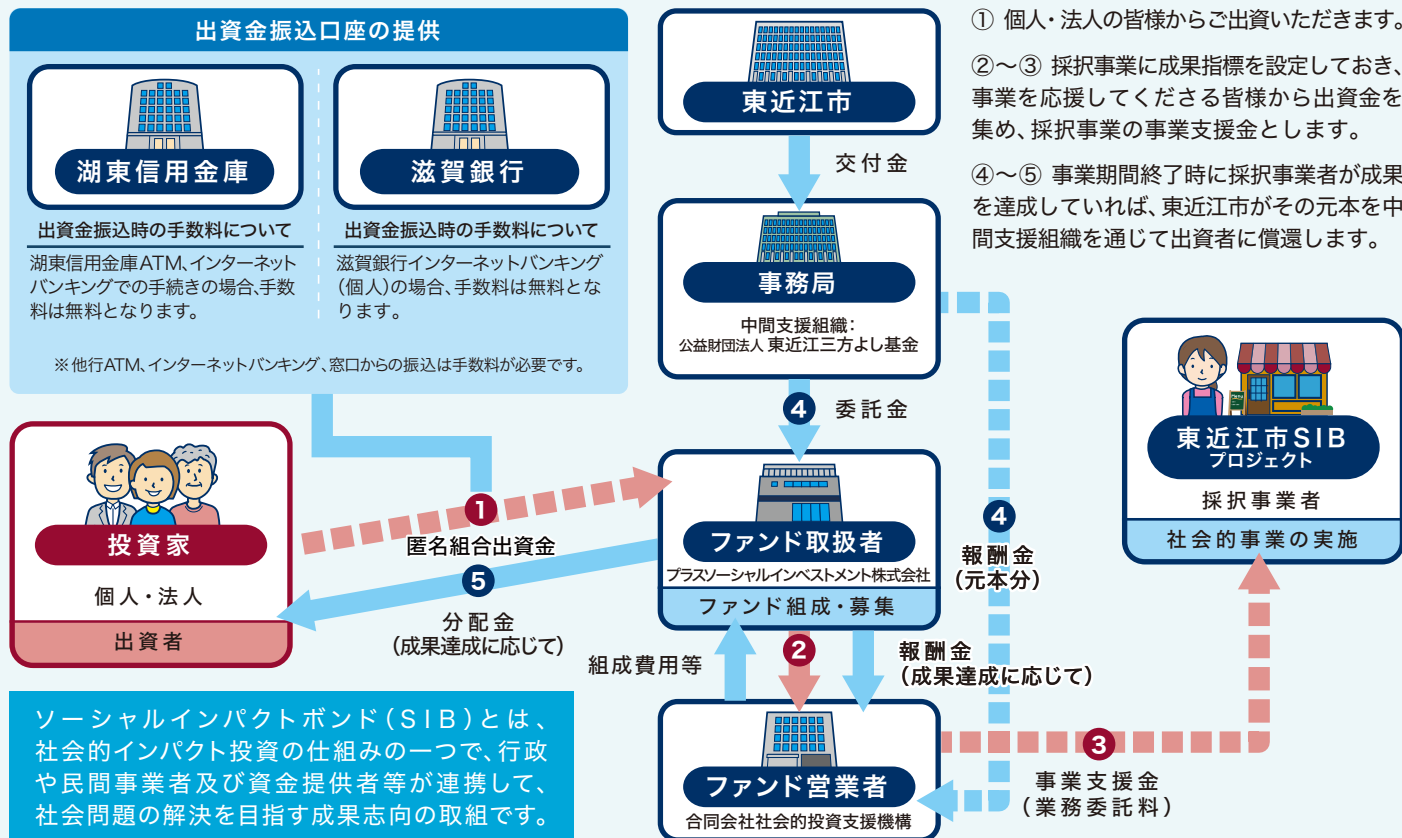 出資金振込口座の提供
湖東信用金庫
出資金振込時の手数料について
湖東信用金庫ATM、インターネット
バンキングでの手続きの場合、手数
料は無料となります。
滋賀銀行
出資金振込時の手数料について
滋賀銀行インターネットバンキング
(個人)の場合、手数料は無料とな
ります。
※他行ATM、インターネットバンキング、窓口からの振込は手数料が必要です。
東近江市
交付金
事務局
中間支援組織：
公益財団法人 東近江三方よし基金
① 個人・法人の皆様からご出資いただきます。
②～③ 採択事業に成果指標を設定しておき、
事業を応援してくださる皆様から出資金を
集め、採択事業の事業支援金とします。
④～⑤ 事業期間終了時に採択事業者が成果
を達成していれば、東近江市がその元本を中
間支援組織を通じて出資者に償還します。
④ 委託金
投資家
個人・法人
出資者
①
匿名組合出資金
⑤
分配金
(成果達成に応じて)
ファンド取扱者
プラスソーシャルインベストメント株式会社
ファンド組成・募集
④
報酬金
(元本分)
東近江市SIB
プロジェクト
採択事業者
社会的事業の実施
組成費用等
②
報酬金
(成果達成に応じて)
ファンド営業者
合同会社社会的投資支援機構
③
事業支援金
(業務委託料)
ソーシャルインパクトボンド(SIB)とは、
社会的インパクト投資の仕組みの一つで、行政
や民間事業者及び資金提供者等が連携して、
社会問題の解決を目指す成果志向の取組です。